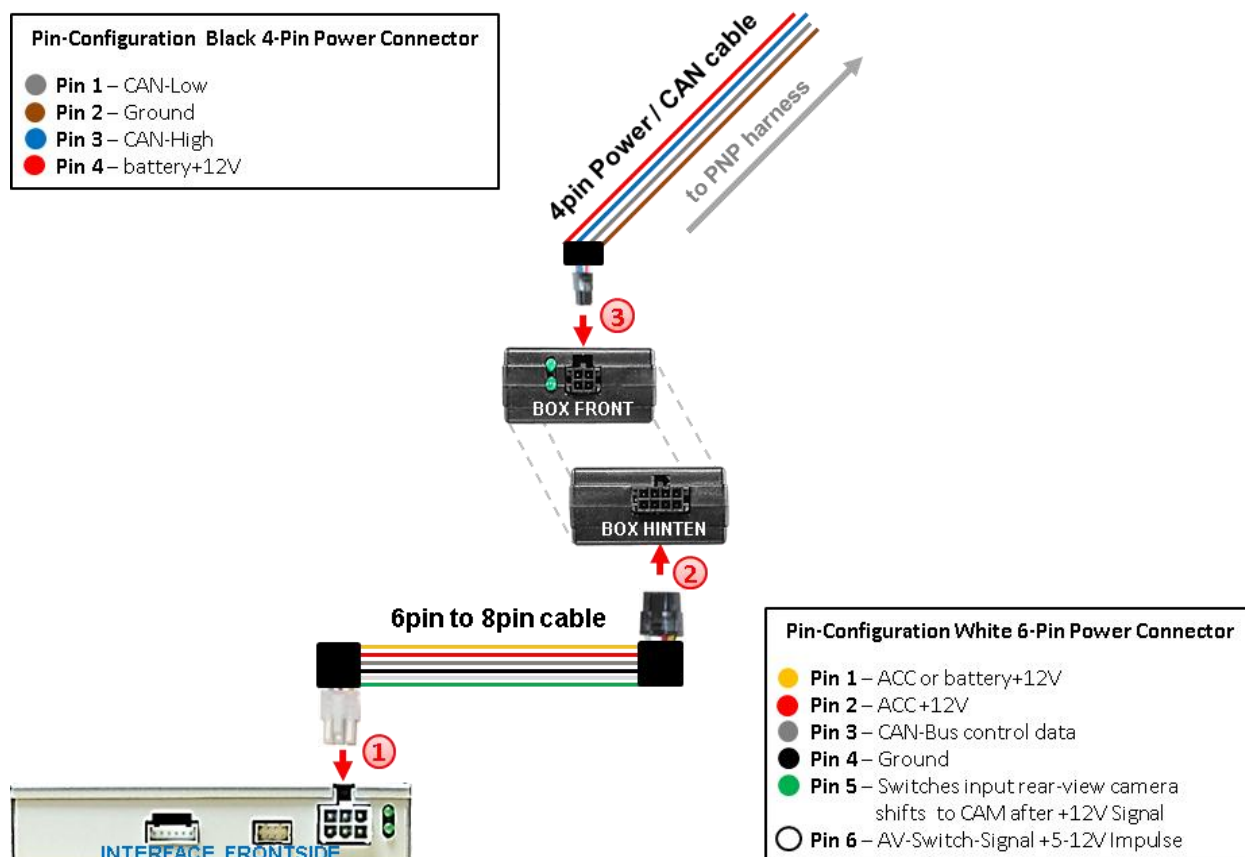 Pin-Configuration Black 4-Pin Power Connector
Pin 1 – CAN-Low
Pin 2 – Ground
Pin 3 – CAN-High
Pin 4 – battery+12V
4pin Power / CAN cable
to PNP harness
3
BOX FRONT
BOX HINTEN
2
6pin to 8pin cable
1
INTERFACE FRONTSIDE
Pin-Configuration White 6-Pin Power Connector
Pin 1 – ACC or battery+12V
Pin 2 – ACC +12V
Pin 3 – CAN-Bus control data
Pin 4 – Ground
Pin 5 – Switches input rear-view camera
shifts to CAM after +12V Signal
Pin 6 – AV-Switch-Signal +5-12V Impulse